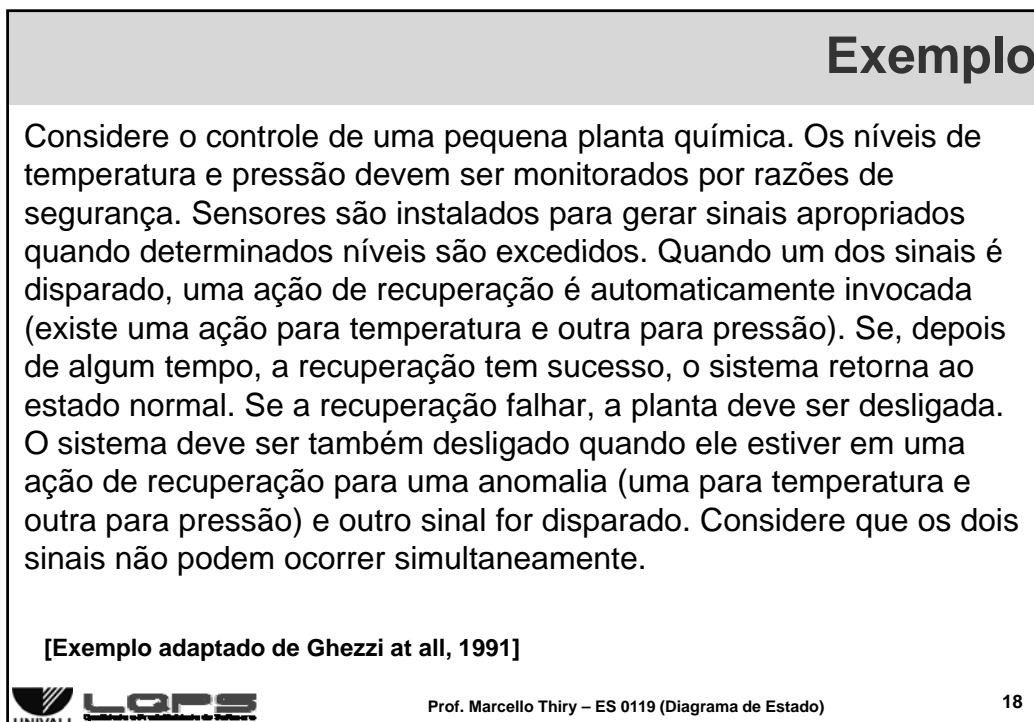 Exemplo
Considere o controle de uma pequena planta química. Os níveis de
temperatura e pressão devem ser monitorados por razões de
segurança. Sensores são instalados para gerar sinais apropriados
quando determinados níveis são excedidos. Quando um dos sinais é
disparado, uma ação de recuperação é automaticamente invocada
(existe uma ação para temperatura e outra para pressão). Se, depois
de algum tempo, a recuperação tem sucesso, o sistema retorna ao
estado normal. Se a recuperação falhar, a planta deve ser desligada.
O sistema deve ser também desligado quando ele estiver em uma
ação de recuperação para uma anomalia (uma para temperatura e
outra para pressão) e outro sinal for disparado. Considere que os dois
sinais não podem ocorrer simultaneamente.
[Exemplo adaptado de Ghezzi at all, 1991]
UNIVALI LQPS
Prof. Marcello Thiry – ES 0119 (Diagrama de Estado) 18